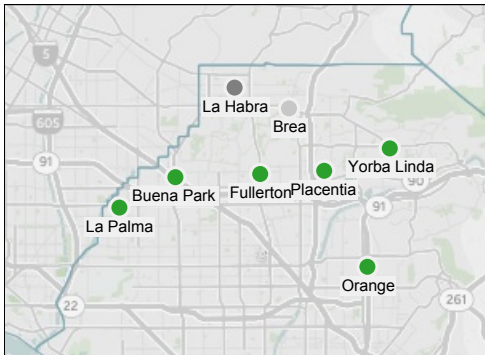 5
La Habra
605
Brea
91
Yorba Linda
Buena Park
Fullerton
Placentia
90
La Palma
91
Orange
22
261